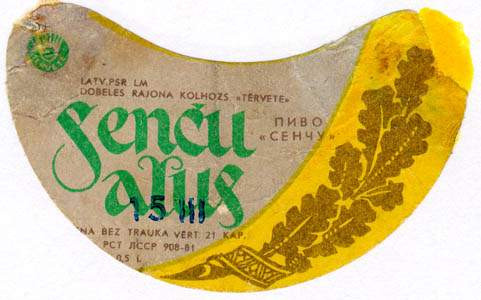 TĒRVETE
LATV.PSR LM
DOBELES RAJONA KOLHOZS «TĒRVETE»
Senču
alus
ПИВО
«СЕНЧУ»
15 III
NA BEZ TRAUKA VĒRT. 21 KAP.
РСТ ЛССР 908-81
0,5 l.